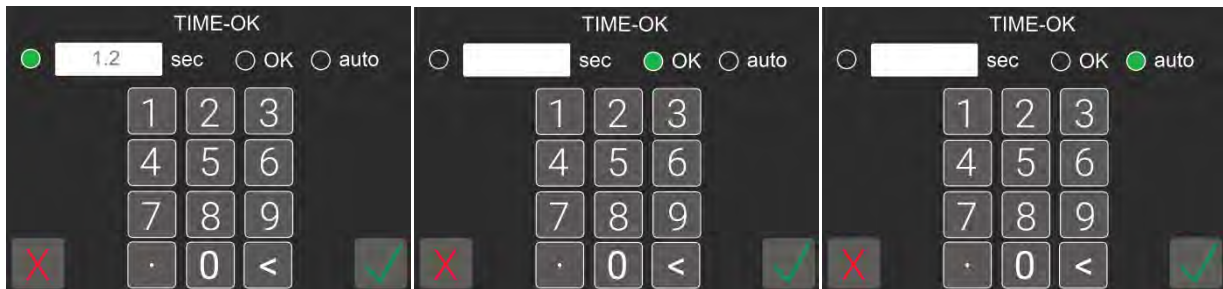 TIME-OK
1.2 sec OK auto
1 2 3
4 5 6
7 8 9
X . 0 <
TIME-OK
sec OK auto
1 2 3
4 5 6
7 8 9
X . 0 <
TIME-OK
sec OK auto
1 2 3
4 5 6
7 8 9
X . 0 <